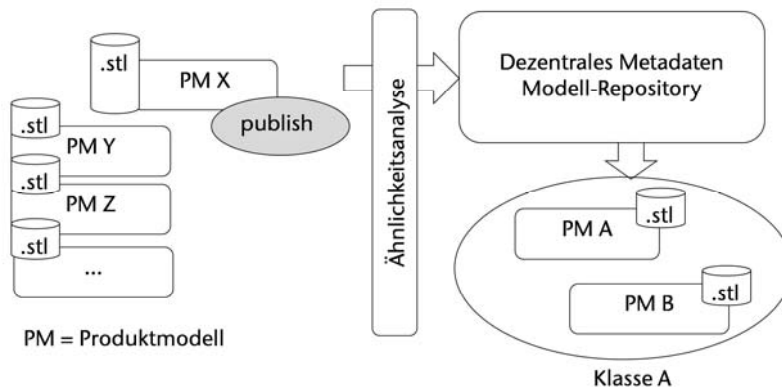 .stl
PM X
publish
.stl
PM Y
.stl
PM Z
.stl
...
PM = Produktmodell
Ähnlichkeitsanalyse
Dezentrales Metadaten
Modell-Repository
.stl
PM A
.stl
PM B
Klasse A